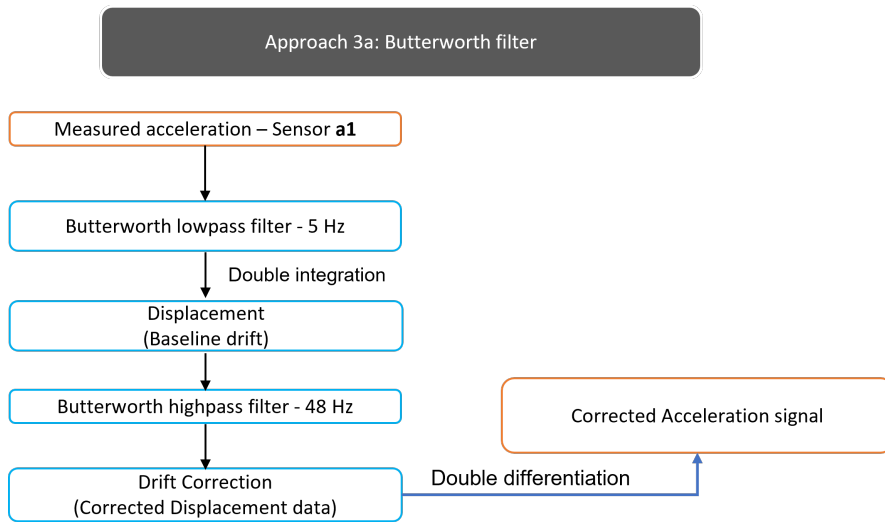 Approach 3a: Butterworth filter
Measured acceleration – Sensor a1
Butterworth lowpass filter - 5 Hz
Double integration
Displacement
(Baseline drift)
Butterworth highpass filter - 48 Hz
Drift Correction
(Corrected Displacement data)
Double differentiation
Corrected Acceleration signal